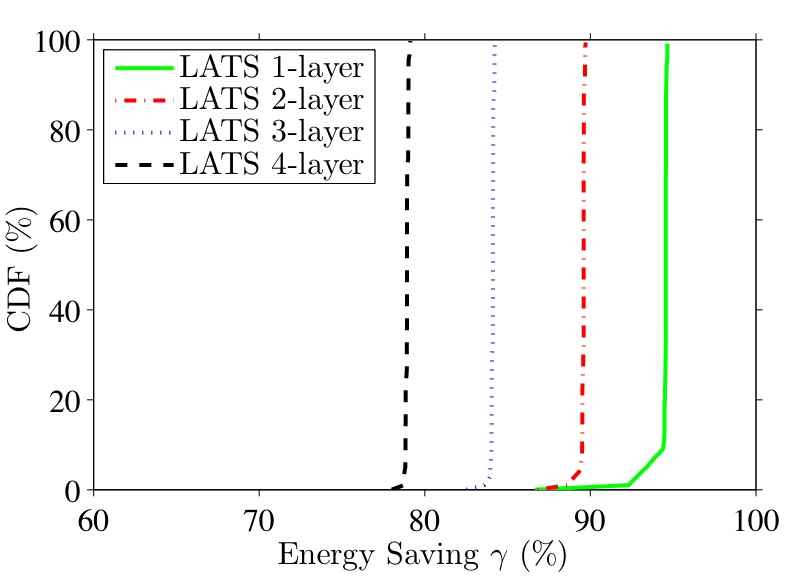 100
80
60
40
20
0
CDF (%)
LATS 1-layer
LATS 2-layer
LATS 3-layer
LATS 4-layer
60 70 80 90 100
Energy Saving γ (%)